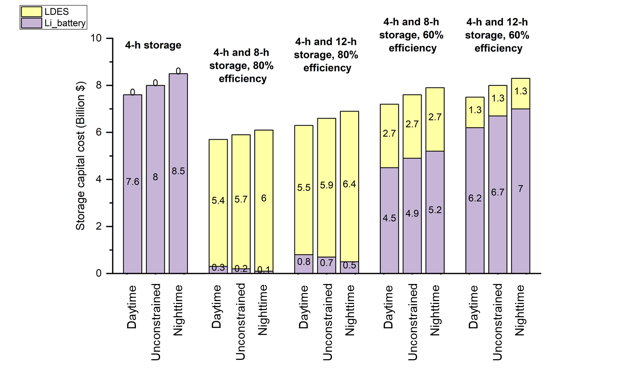 LDES
Li_battery
4-h storage
4-h and 8-h
storage, 80%
efficiency
4-h and 12-h
storage, 80%
efficiency
4-h and 8-h
storage, 60%
efficiency
4-h and 12-h
storage, 60%
efficiency
Storage capital cost (Billion $)
10
8
6
4
2
0
0
0
0
7.6
8
8.5
5.4
5.7
6
0.3
0.2
0.1
5.5
5.9
6.4
0.8
0.7
0.5
2.7
2.7
2.7
4.5
4.9
5.2
1.3
1.3
1.3
6.2
6.7
7
Daytime
Unconstrained
Nighttime
Daytime
Unconstrained
Nighttime
Daytime
Unconstrained
Nighttime
Daytime
Unconstrained
Nighttime
Daytime
Unconstrained
Nighttime